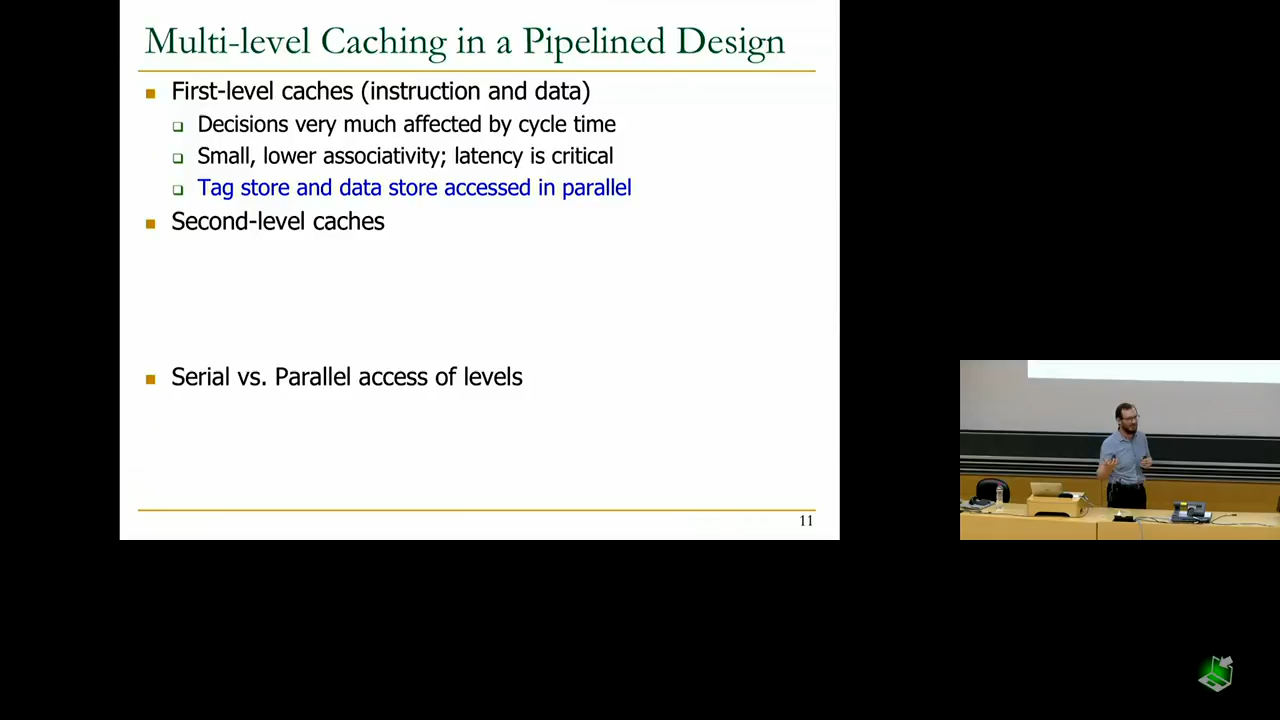 Multi-level Caching in a Pipelined Design
First-level caches (instruction and data)
Decisions very much affected by cycle time
Small, lower associativity; latency is critical
Tag store and data store accessed in parallel
Second-level caches
Serial vs. Parallel access of levels
11